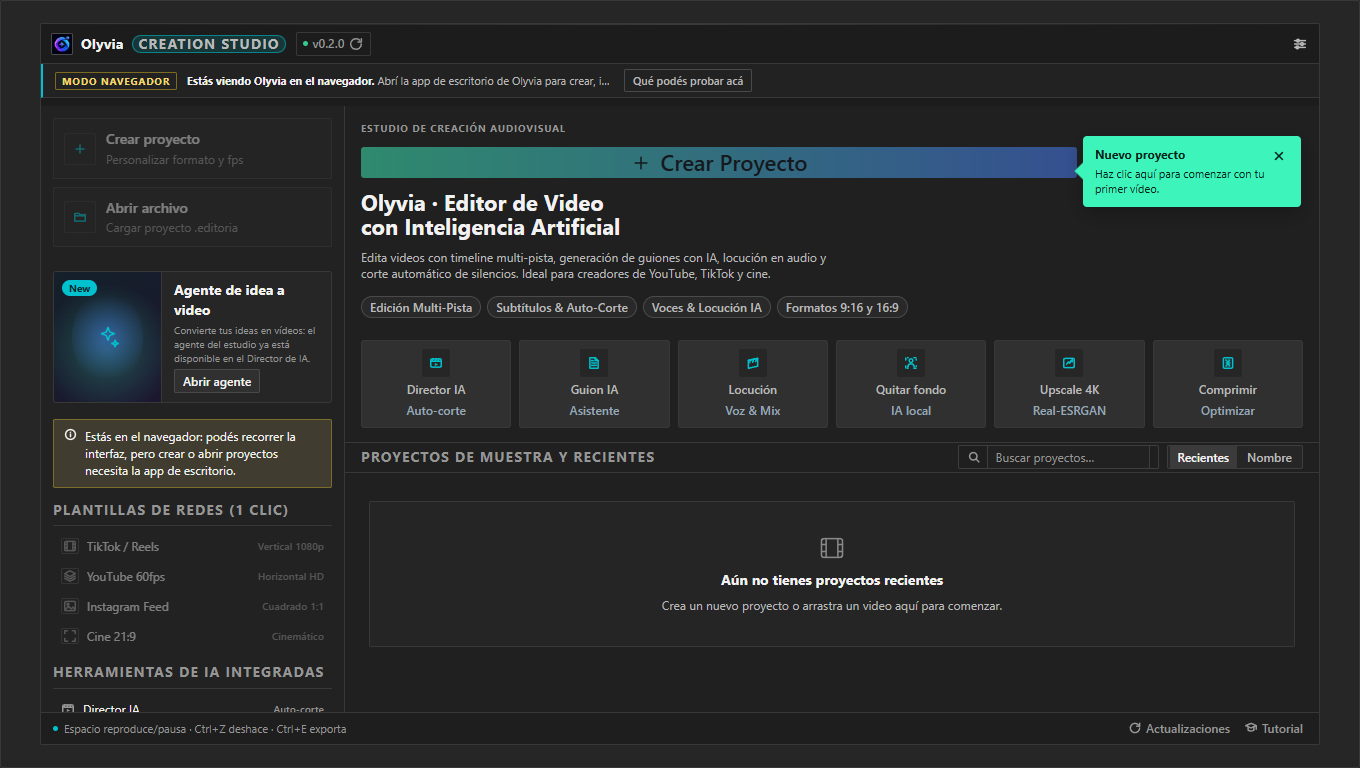 Olyvia CREATION STUDIO v0.2.0
MODO NAVEGADOR Estás viendo Olyvia en el navegador. Abrí la app de escritorio de Olyvia para crear, i... Qué podés probar acá
Crear proyecto
Personalizar formato y fps
Abrir archivo
Cargar proyecto .editoria
New
Agente de idea a
video
Convierte tus ideas en vídeos: el
agente del estudio ya está
disponible en el Director de IA.
Abrir agente
Estás en el navegador: podés recorrer la
interfaz, pero crear o abrir proyectos
necesita la app de escritorio.
PLANTILLAS DE REDES (1 CLIC)
TikTok / Reels Vertical 1080p
YouTube 60fps Horizontal HD
Instagram Feed Cuadrado 1:1
Cine 21:9 Cinemático
HERRAMIENTAS DE IA INTEGRADAS
Director IA Auto-corte
ESTUDIO DE CREACIÓN AUDIOVISUAL
+ Crear Proyecto
Nuevo proyecto
Haz clic aquí para comenzar con tu
primer vídeo.
Olyvia · Editor de Video
con Inteligencia Artificial
Edita videos con timeline multi-pista, generación de guiones con IA, locución en audio y
corte automático de silencios. Ideal para creadores de YouTube, TikTok y cine.
Edición Multi-Pista Subtítulos & Auto-Corte Voces & Locución IA Formatos 9:16 y 16:9
Director IA
Auto-corte
Guion IA
Asistente
Locución
Voz & Mix
Quitar fondo
IA local
Upscale 4K
Real-ESRGAN
Comprimir
Optimizar
PROYECTOS DE MUESTRA Y RECIENTES Buscar proyectos... Recientes Nombre
Aún no tienes proyectos recientes
Crea un nuevo proyecto o arrastra un video aquí para comenzar.
Espacio reproduce/pausa · Ctrl+Z deshace · Ctrl+E exporta Actualizaciones Tutorial